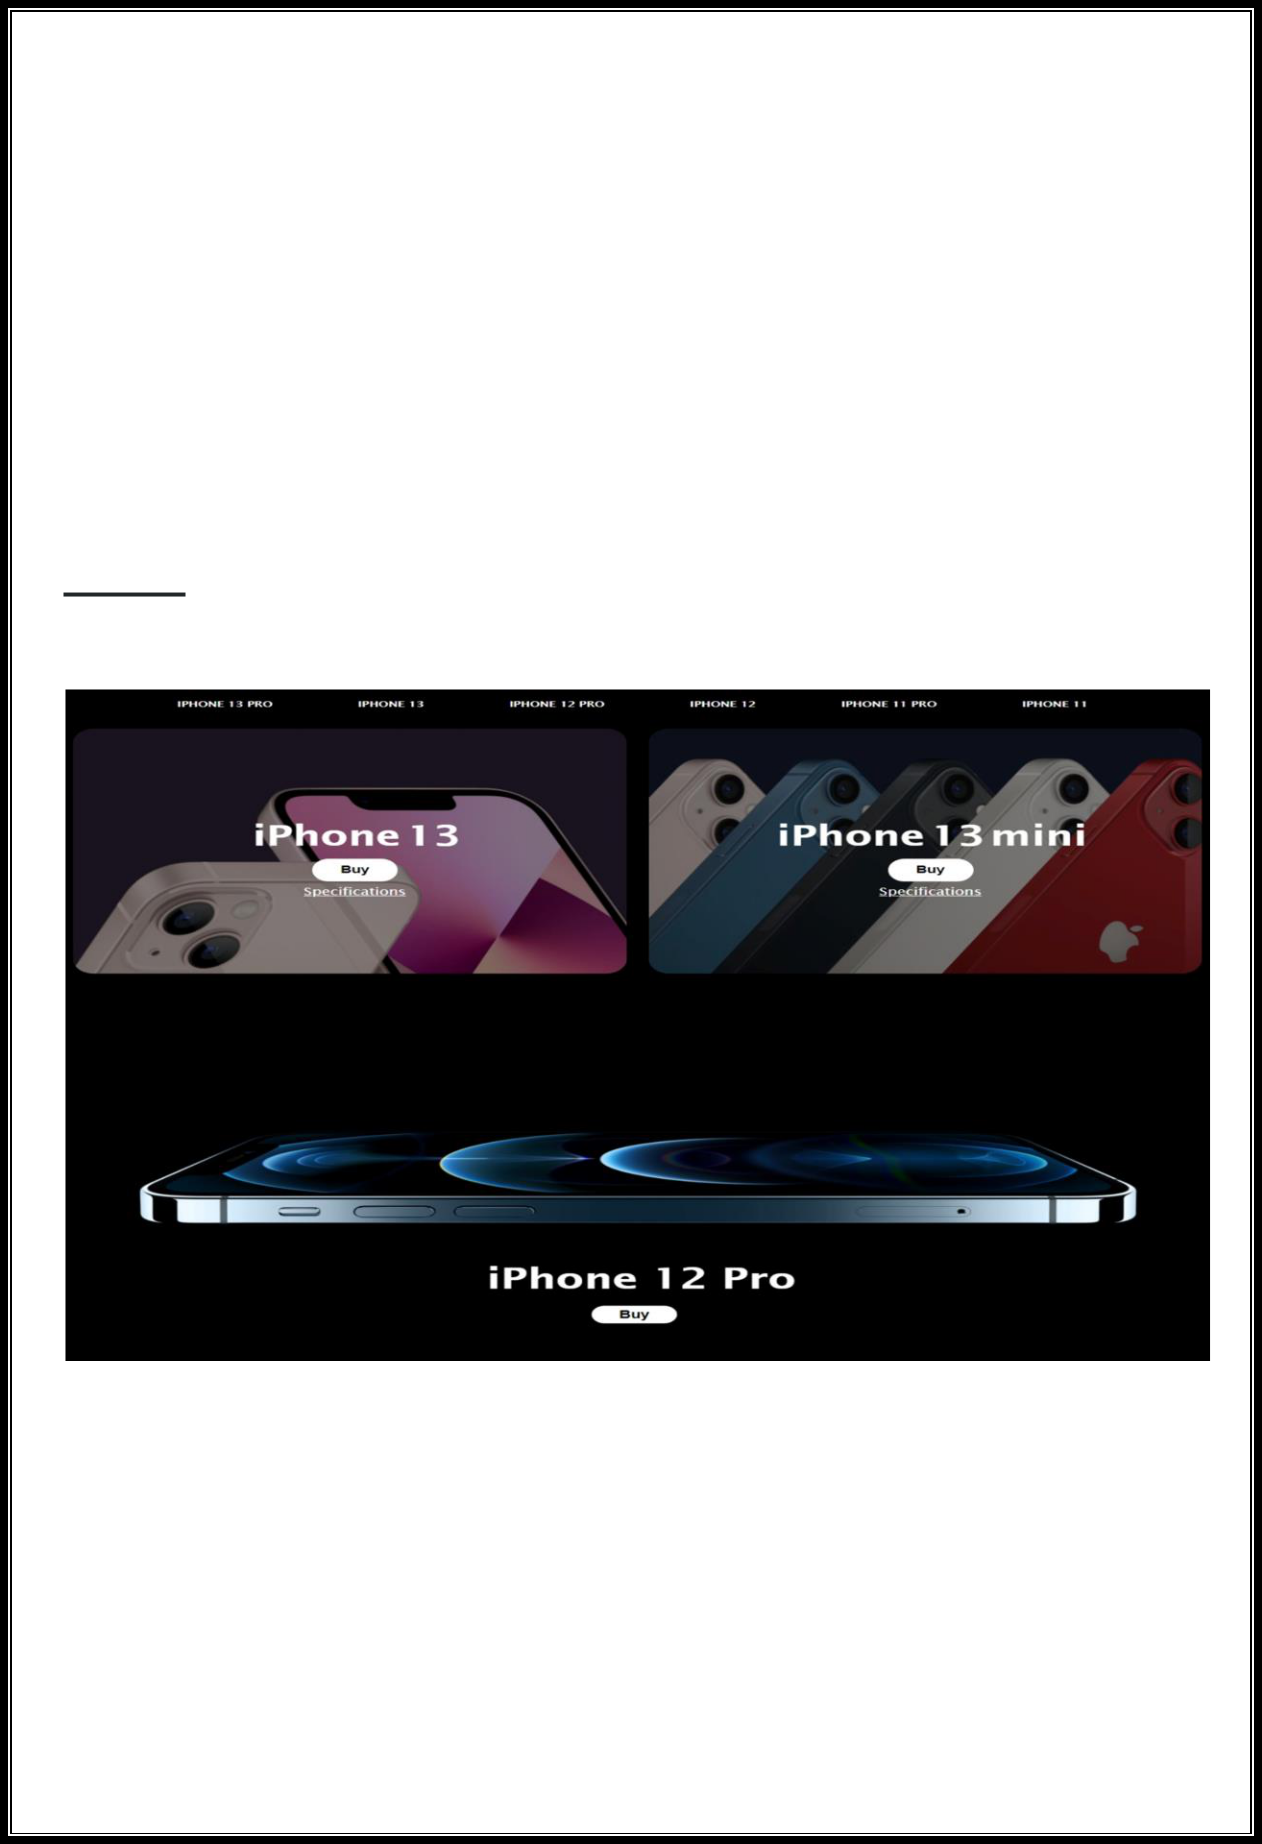 IPHONE 13 PRO IPHONE 13 IPHONE 12 PRO IPHONE 12 IPHONE 11 PRO IPHONE 11
iPhone 13
Buy
Specifications
iPhone 13 mini
Buy
Specifications
iPhone 12 Pro
Buy